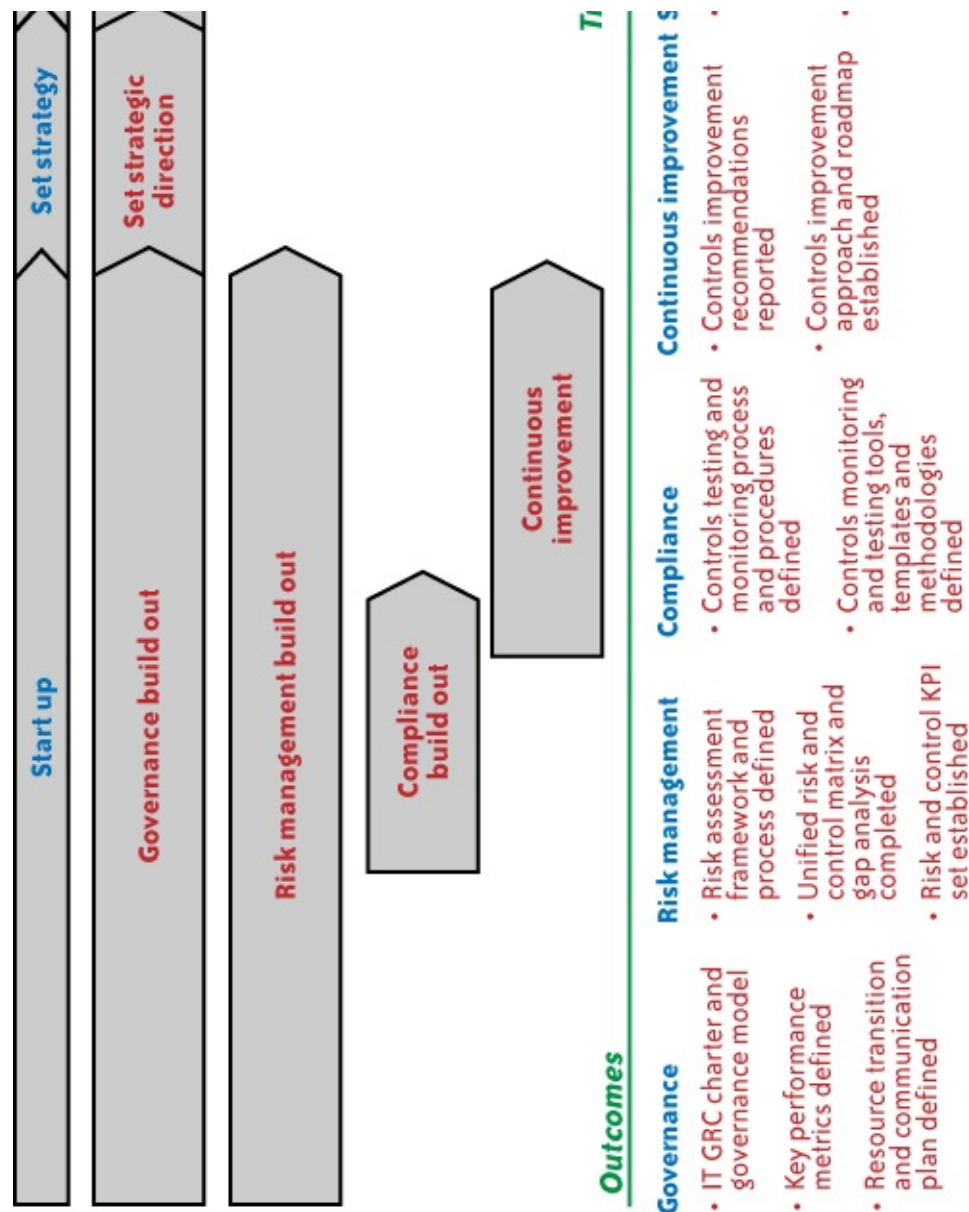 Start up
Set strategy
Governance build out
Set strategic
direction
Risk management build out
Compliance
build out
Continuous
improvement
Outcomes
Governance
• IT GRC charter and
governance model
• Key performance
metrics defined
• Resource transition
and communication
plan defined
Risk management
• Risk assessment
framework and
process defined
• Unified risk and
control matrix and
gap analysis
completed
• Risk and control KPI
set established
Compliance
• Controls testing and
monitoring process
and procedures
defined
• Controls monitoring
and testing tools,
templates and
methodologies
defined
Continuous improvement
• Controls improvement
recommendations
reported
• Controls improvement
approach and roadmap
established